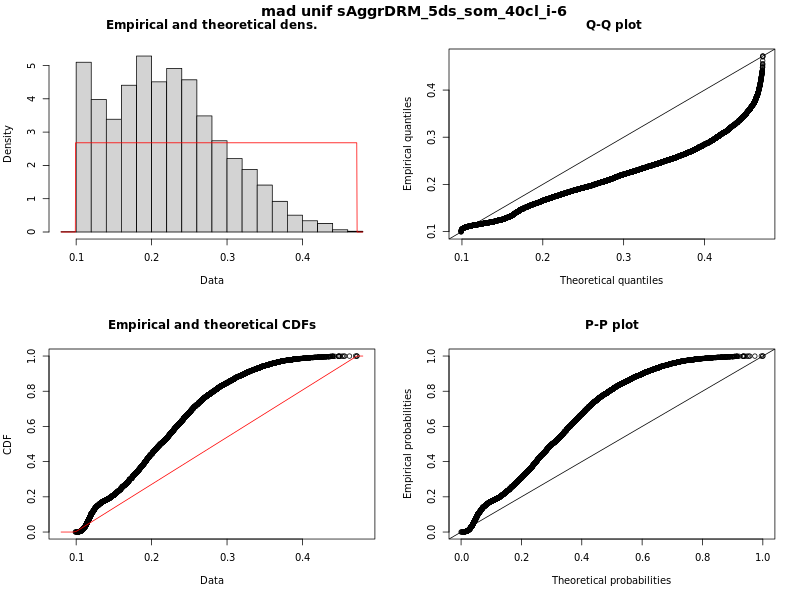 mad unif sAggrDRM_5ds_som_40cl_i-6
Empirical and theoretical dens.
Density
0 1 2 3 4 5
0.1 0.2 0.3 0.4
Data
Q-Q plot
Empirical quantiles
0.1 0.2 0.3 0.4
0.1 0.2 0.3 0.4
Theoretical quantiles
Empirical and theoretical CDFs
CDF
0.0 0.2 0.4 0.6 0.8 1.0
0.1 0.2 0.3 0.4
Data
P-P plot
Empirical probabilities
0.0 0.2 0.4 0.6 0.8 1.0
0.0 0.2 0.4 0.6 0.8 1.0
Theoretical probabilities